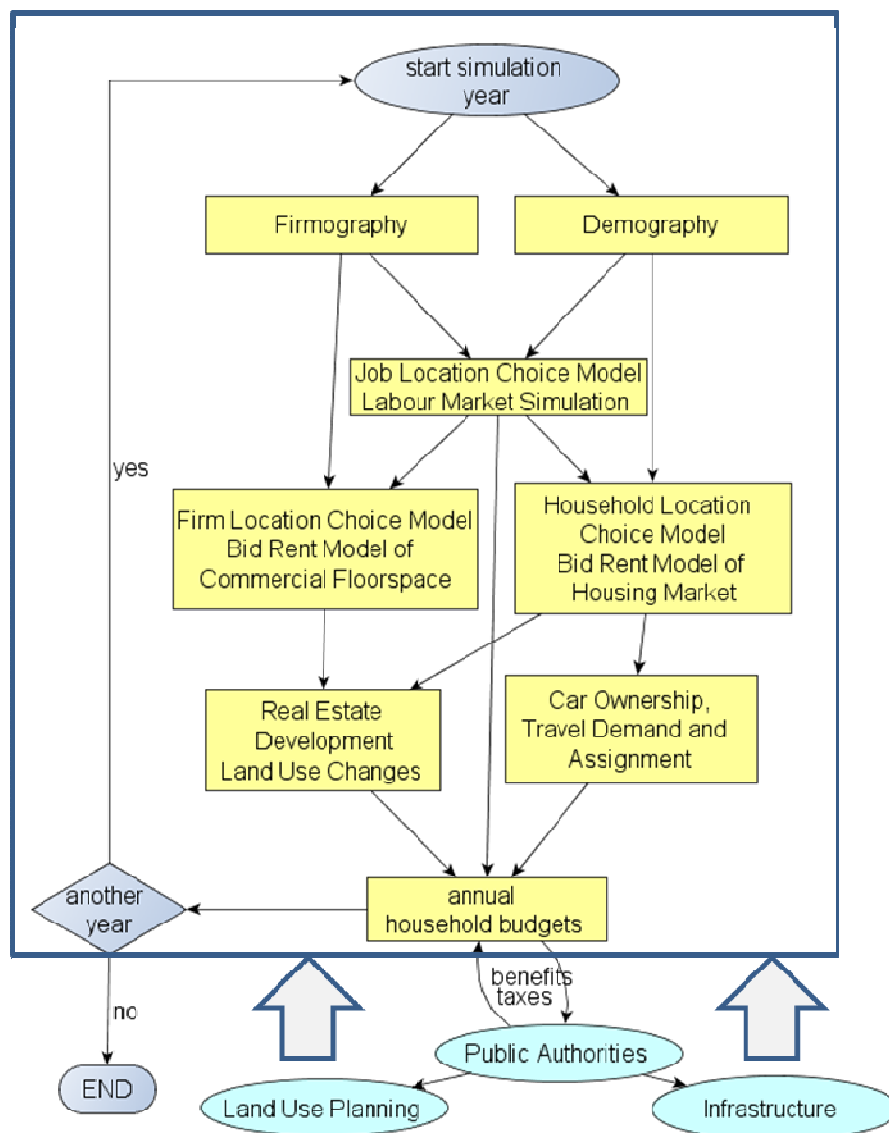 start simulation
year
Firmography
Demography
Job Location Choice Model
Labour Market Simulation
yes
Firm Location Choice Model
Bid Rent Model of
Commercial Floorspace
Household Location
Choice Model
Bid Rent Model of
Housing Market
Real Estate
Development
Land Use Changes
Car Ownership,
Travel Demand and
Assignment
another
year
annual
household budgets
no
benefits
taxes
Public Authorities
END
Land Use Planning
Infrastructure